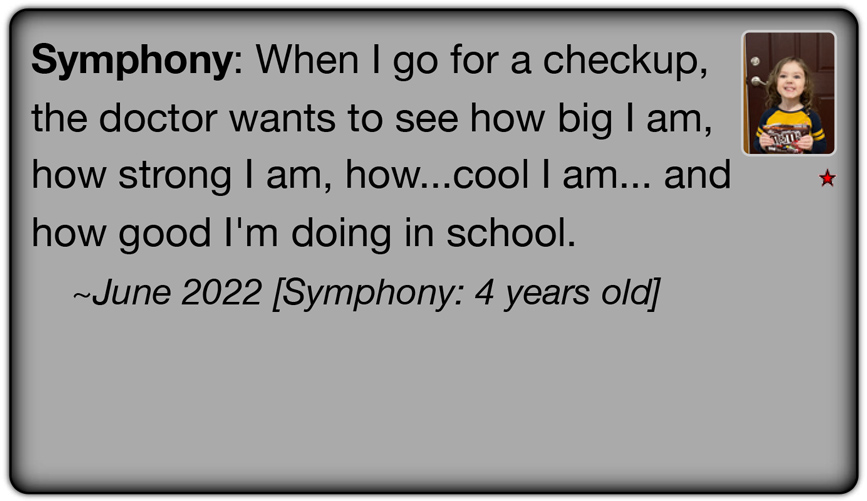 Symphony: When I go for a checkup,
the doctor wants to see how big I am,
how strong I am, how...cool I am... and
how good I'm doing in school.
~June 2022 [Symphony: 4 years old]